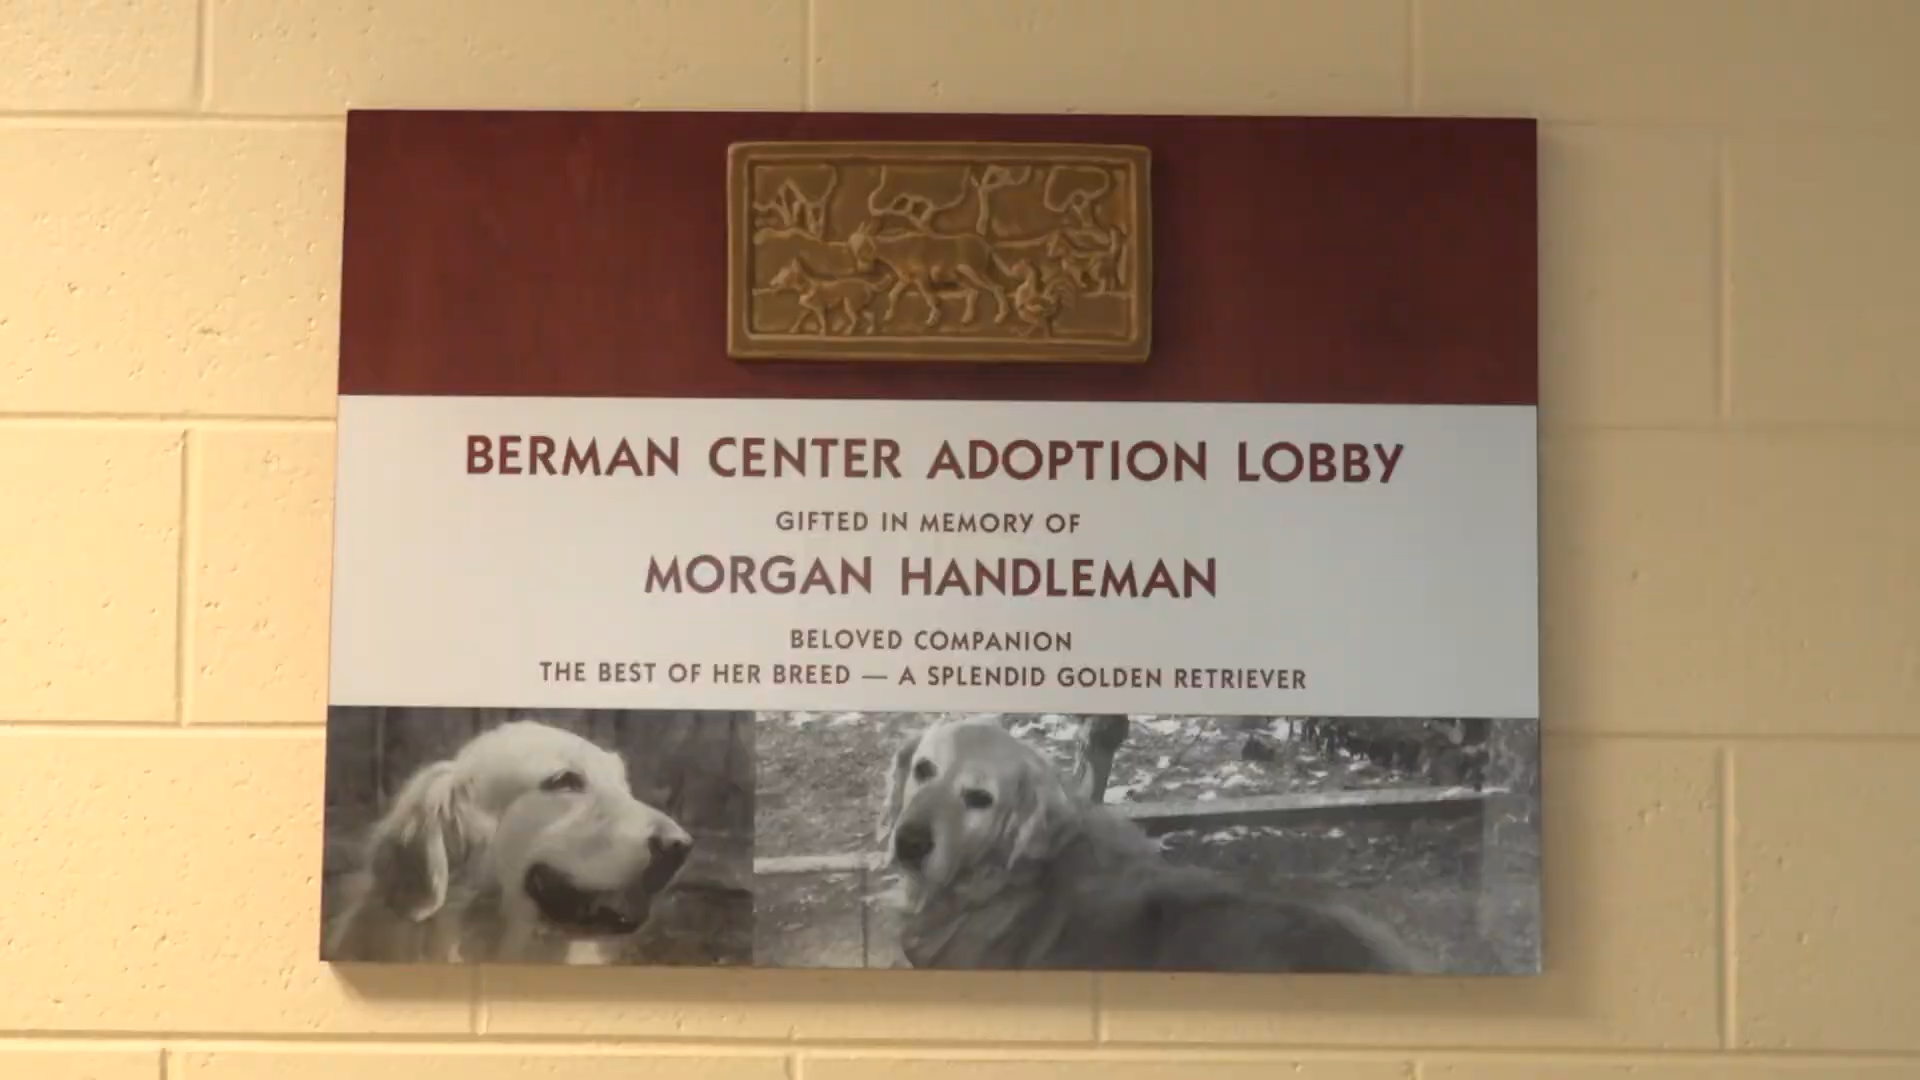 BERMAN CENTER ADOPTION LOBBY
GIFTED IN MEMORY OF
MORGAN HANDLEMAN
BELOVED COMPANION
THE BEST OF HER BREED — A SPLENDID GOLDEN RETRIEVER